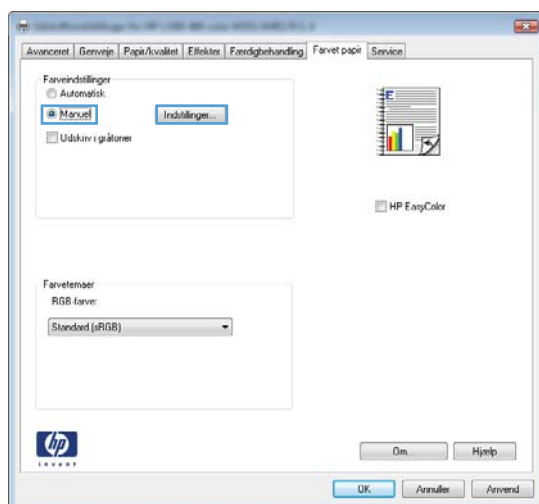 Avanceret Genveje Papir/kvalitet Effekter Færdigbehandling Farvet papir Service
Farveindstillinger
Automatisk
Manuel Indstillinger...
Udskriv i gråtoner
E
HP EasyColor
Farvetemaer
RGB-farve:
Standard (sRGB)
hp
invent
Om... Hjælp
OK Annuller Anvend